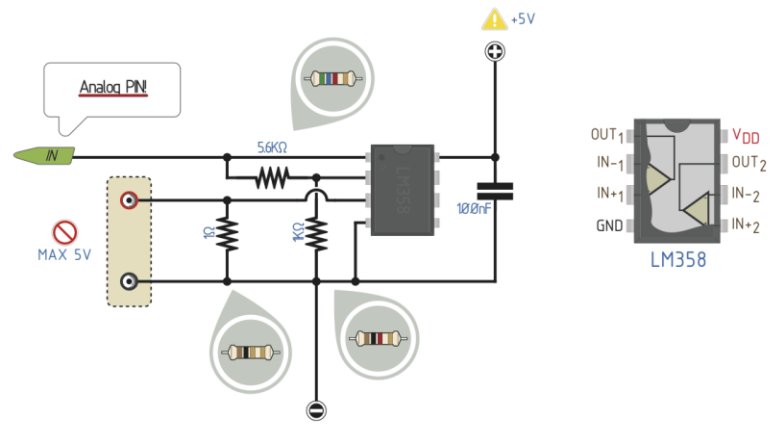 +5V
Analog PIN!
IN
5.6KΩ
LM358
MAX 5V
1Ω
1KΩ
100nF
OUT1
IN-1
IN+1
GND
VDD
OUT2
IN-2
IN+2
LM358